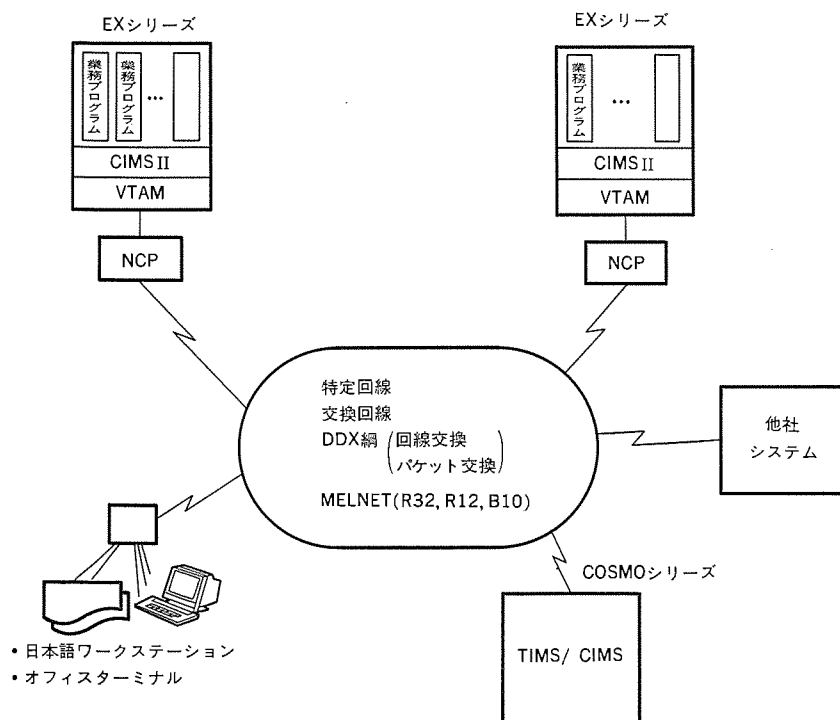 EXシリーズ
業務プログラム
業務プログラム
…
CIMS II
VTAM
NCP
EXシリーズ
業務プログラム
…
CIMS II
VTAM
NCP
特定回線
交換回線
DDX網(回線交換
パケット交換)
MELNET(R32, R12, B10)
他社
システム
• 日本語ワークステーション
• オフィスターミナル
COSMOシリーズ
TIMS/ CIMS